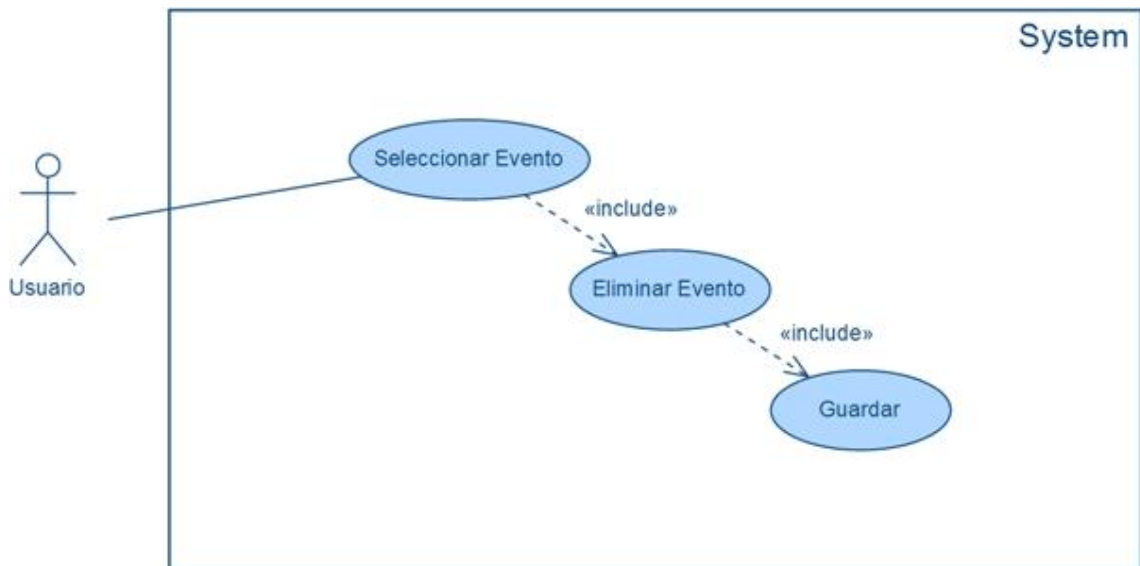 System
Seleccionar Evento
«include»
Usuario
Eliminar Evento
«include»
Guardar